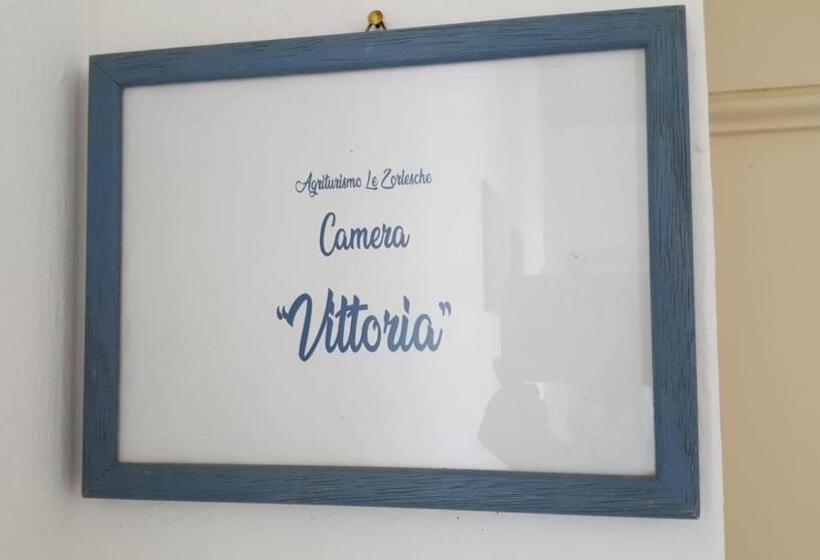 Agriturismo Le Zorlesche
Camera
"Vittoria"